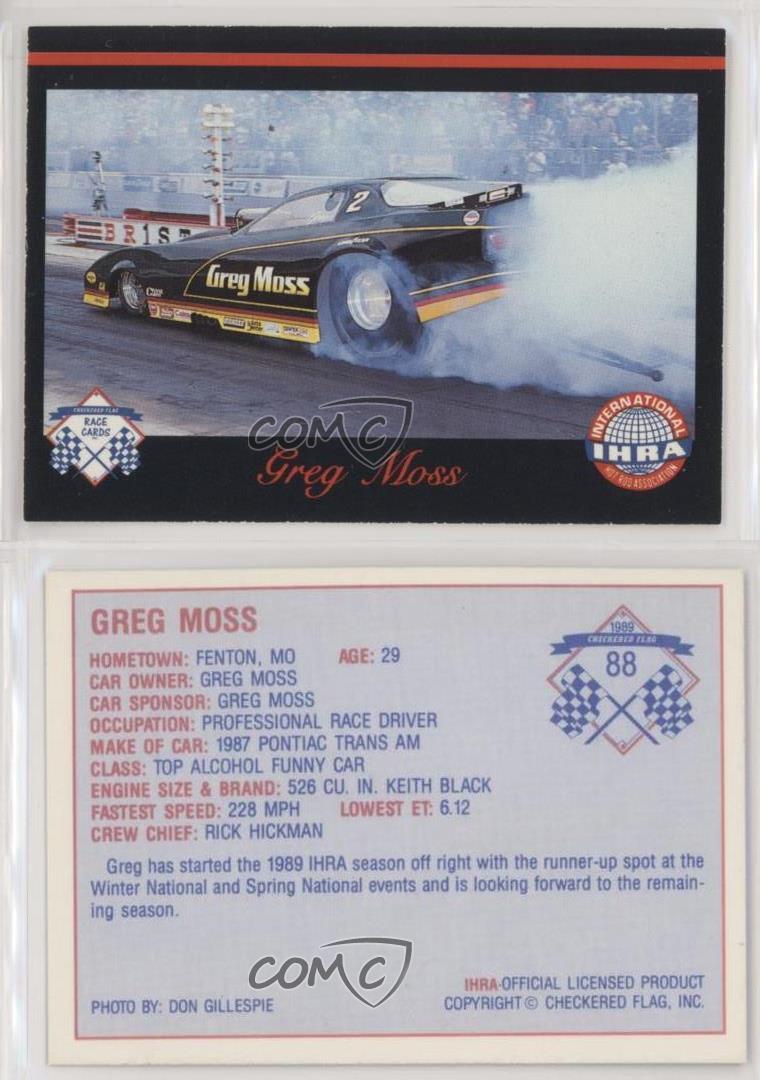 2
BR1ST
Greg Moss
CHECKERED FLAG
RACE
CARDS
INTERNATIONAL
IHRA
HOT ROD ASSOCIATION
COMC
Greg Moss
GREG MOSS
1989
CHECKERED FLAG
88
HOMETOWN: FENTON, MO AGE: 29
CAR OWNER: GREG MOSS
CAR SPONSOR: GREG MOSS
OCCUPATION: PROFESSIONAL RACE DRIVER
MAKE OF CAR: 1987 PONTIAC TRANS AM
CLASS: TOP ALCOHOL FUNNY CAR
ENGINE SIZE & BRAND: 526 CU. IN. KEITH BLACK
FASTEST SPEED: 228 MPH LOWEST ET: 6.12
CREW CHIEF: RICK HICKMAN
Greg has started the 1989 IHRA season off right with the runner-up spot at the
Winter National and Spring National events and is looking forward to the remain-
ing season.
COMC
PHOTO BY: DON GILLESPIE
IHRA-OFFICIAL LICENSED PRODUCT
COPYRIGHT © CHECKERED FLAG, INC.